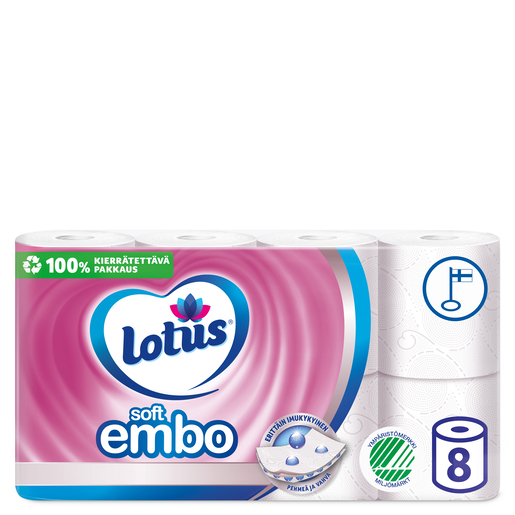 100% KIERRÄTETTÄVÄ
PAKKAUS
lotus®
soft
embo
ERITTÄIN IMUKYKYINEN
PEHMEÄ JA VAHVA
YMPÄRISTÖMERKKI
MILJÖMÄRKT
8